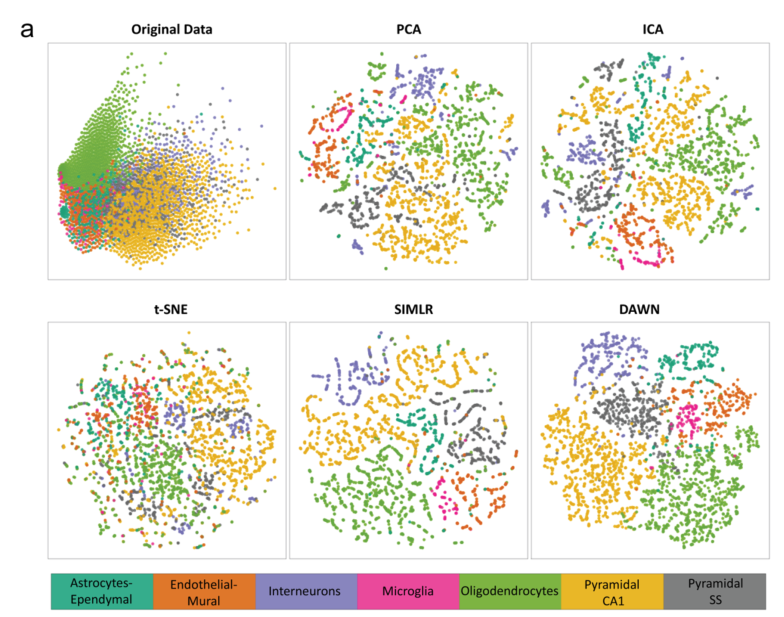 a
Original Data
PCA
ICA
t-SNE
SIMLR
DAWN
Astrocytes-
Ependymal
Endothelial-
Mural
Interneurons
Microglia
Oligodendrocytes
Pyramidal
CA1
Pyramidal
SS